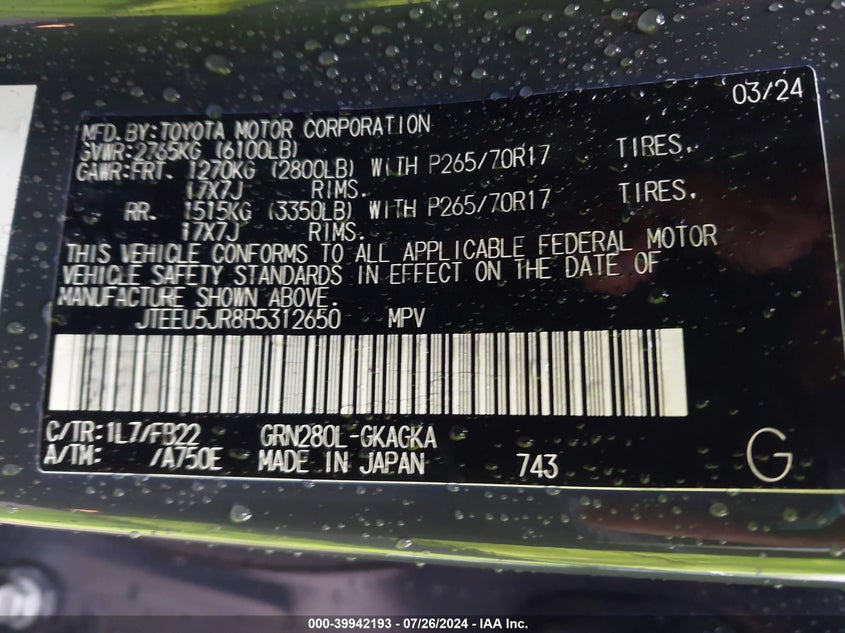 03/24
MFD.BY:TOYOTA MOTOR CORPORATION
GVWR:2765KG (6100LB)
GAWR:FRT. 1270KG (2800LB) WITH P265/70R17 TIRES,
17X7J RIMS.
RR. 1515KG (3350LB) WITH P265/70R17 TIRES,
17X7J RIMS.
THIS VEHICLE CONFORMS TO ALL APPLICABLE FEDERAL MOTOR
VEHICLE SAFETY STANDARDS IN EFFECT ON THE DATE OF
MANUFACTURE SHOWN ABOVE.
JTEEU5JR8R5312650 MPV
C/TR:1L7/FB22 GRN280L-GKAGKA
A/TM: /A750E MADE IN JAPAN 743 G
000-39942193 - 07/26/2024 - IAA Inc.